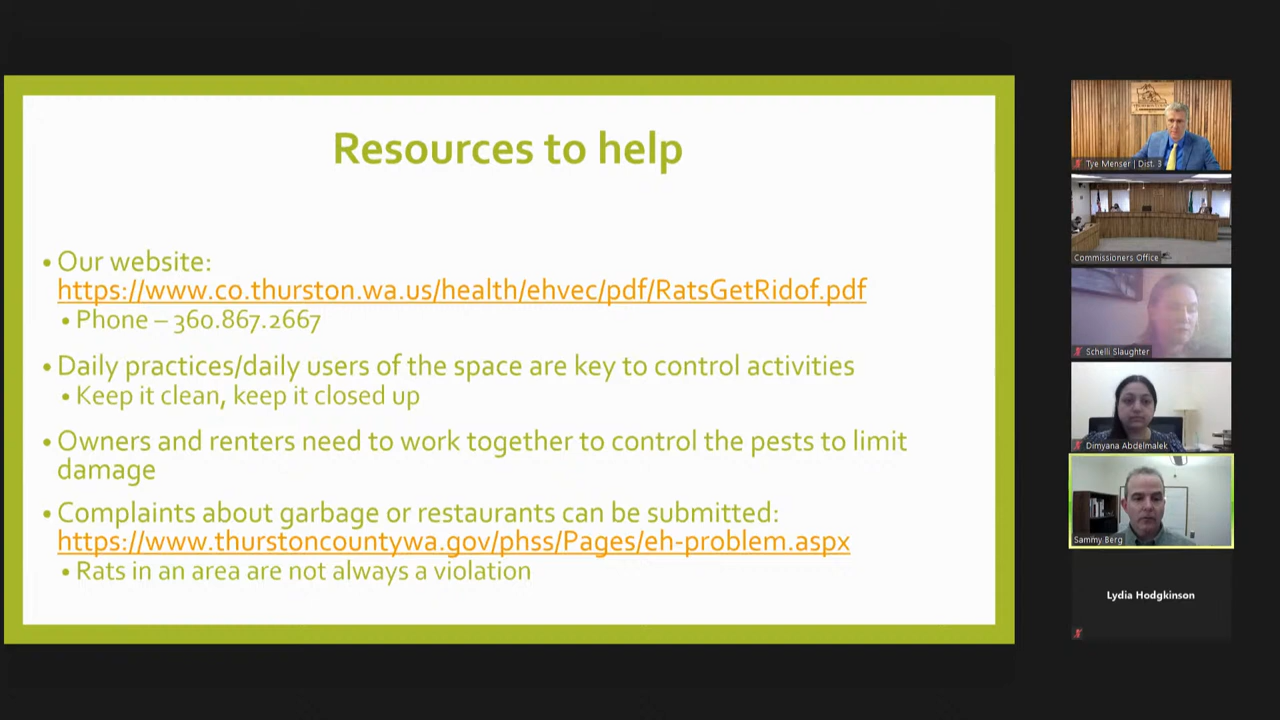 Resources to help
• Our website:
https://www.co.thurston.wa.us/health/ehvec/pdf/RatsGetRidof.pdf
• Phone – 360.867.2667
• Daily practices/daily users of the space are key to control activities
• Keep it clean, keep it closed up
• Owners and renters need to work together to control the pests to limit
damage
• Complaints about garbage or restaurants can be submitted:
https://www.thurstoncountywa.gov/phss/Pages/eh-problem.aspx
• Rats in an area are not always a violation
Tye Menser | Dist. 3
Commissioners Office
Schelli Slaughter
Dimyana Abdelmalek
Sammy Berg
Lydia Hodgkinson